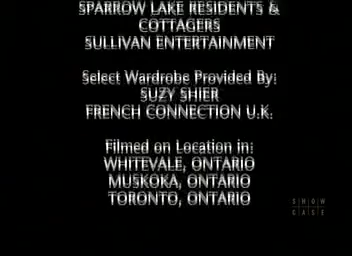 SPARROW LAKE RESIDENTS &
COTTAGERS
SULLIVAN ENTERTAINMENT
Select Wardrobe Provided By:
SUZY SHIER
FRENCH CONNECTION U.K.
Filmed on Location in:
WHITEVALE, ONTARIO
MUSKOKA, ONTARIO
TORONTO, ONTARIO
SHOW
CASE